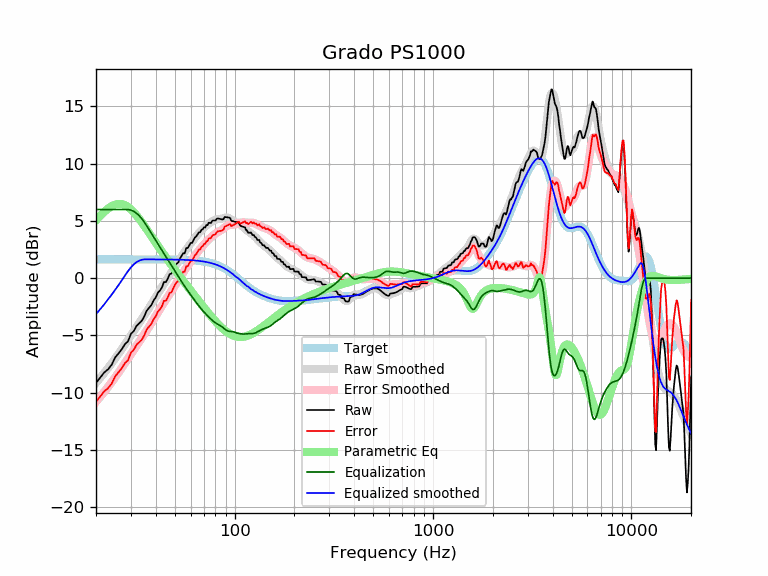 Grado PS1000
15
10
5
0
−5
−10
−15
−20
Amplitude (dBr)
Target
Raw Smoothed
Error Smoothed
Raw
Error
Parametric Eq
Equalization
Equalized smoothed
100 1000 10000
Frequency (Hz)